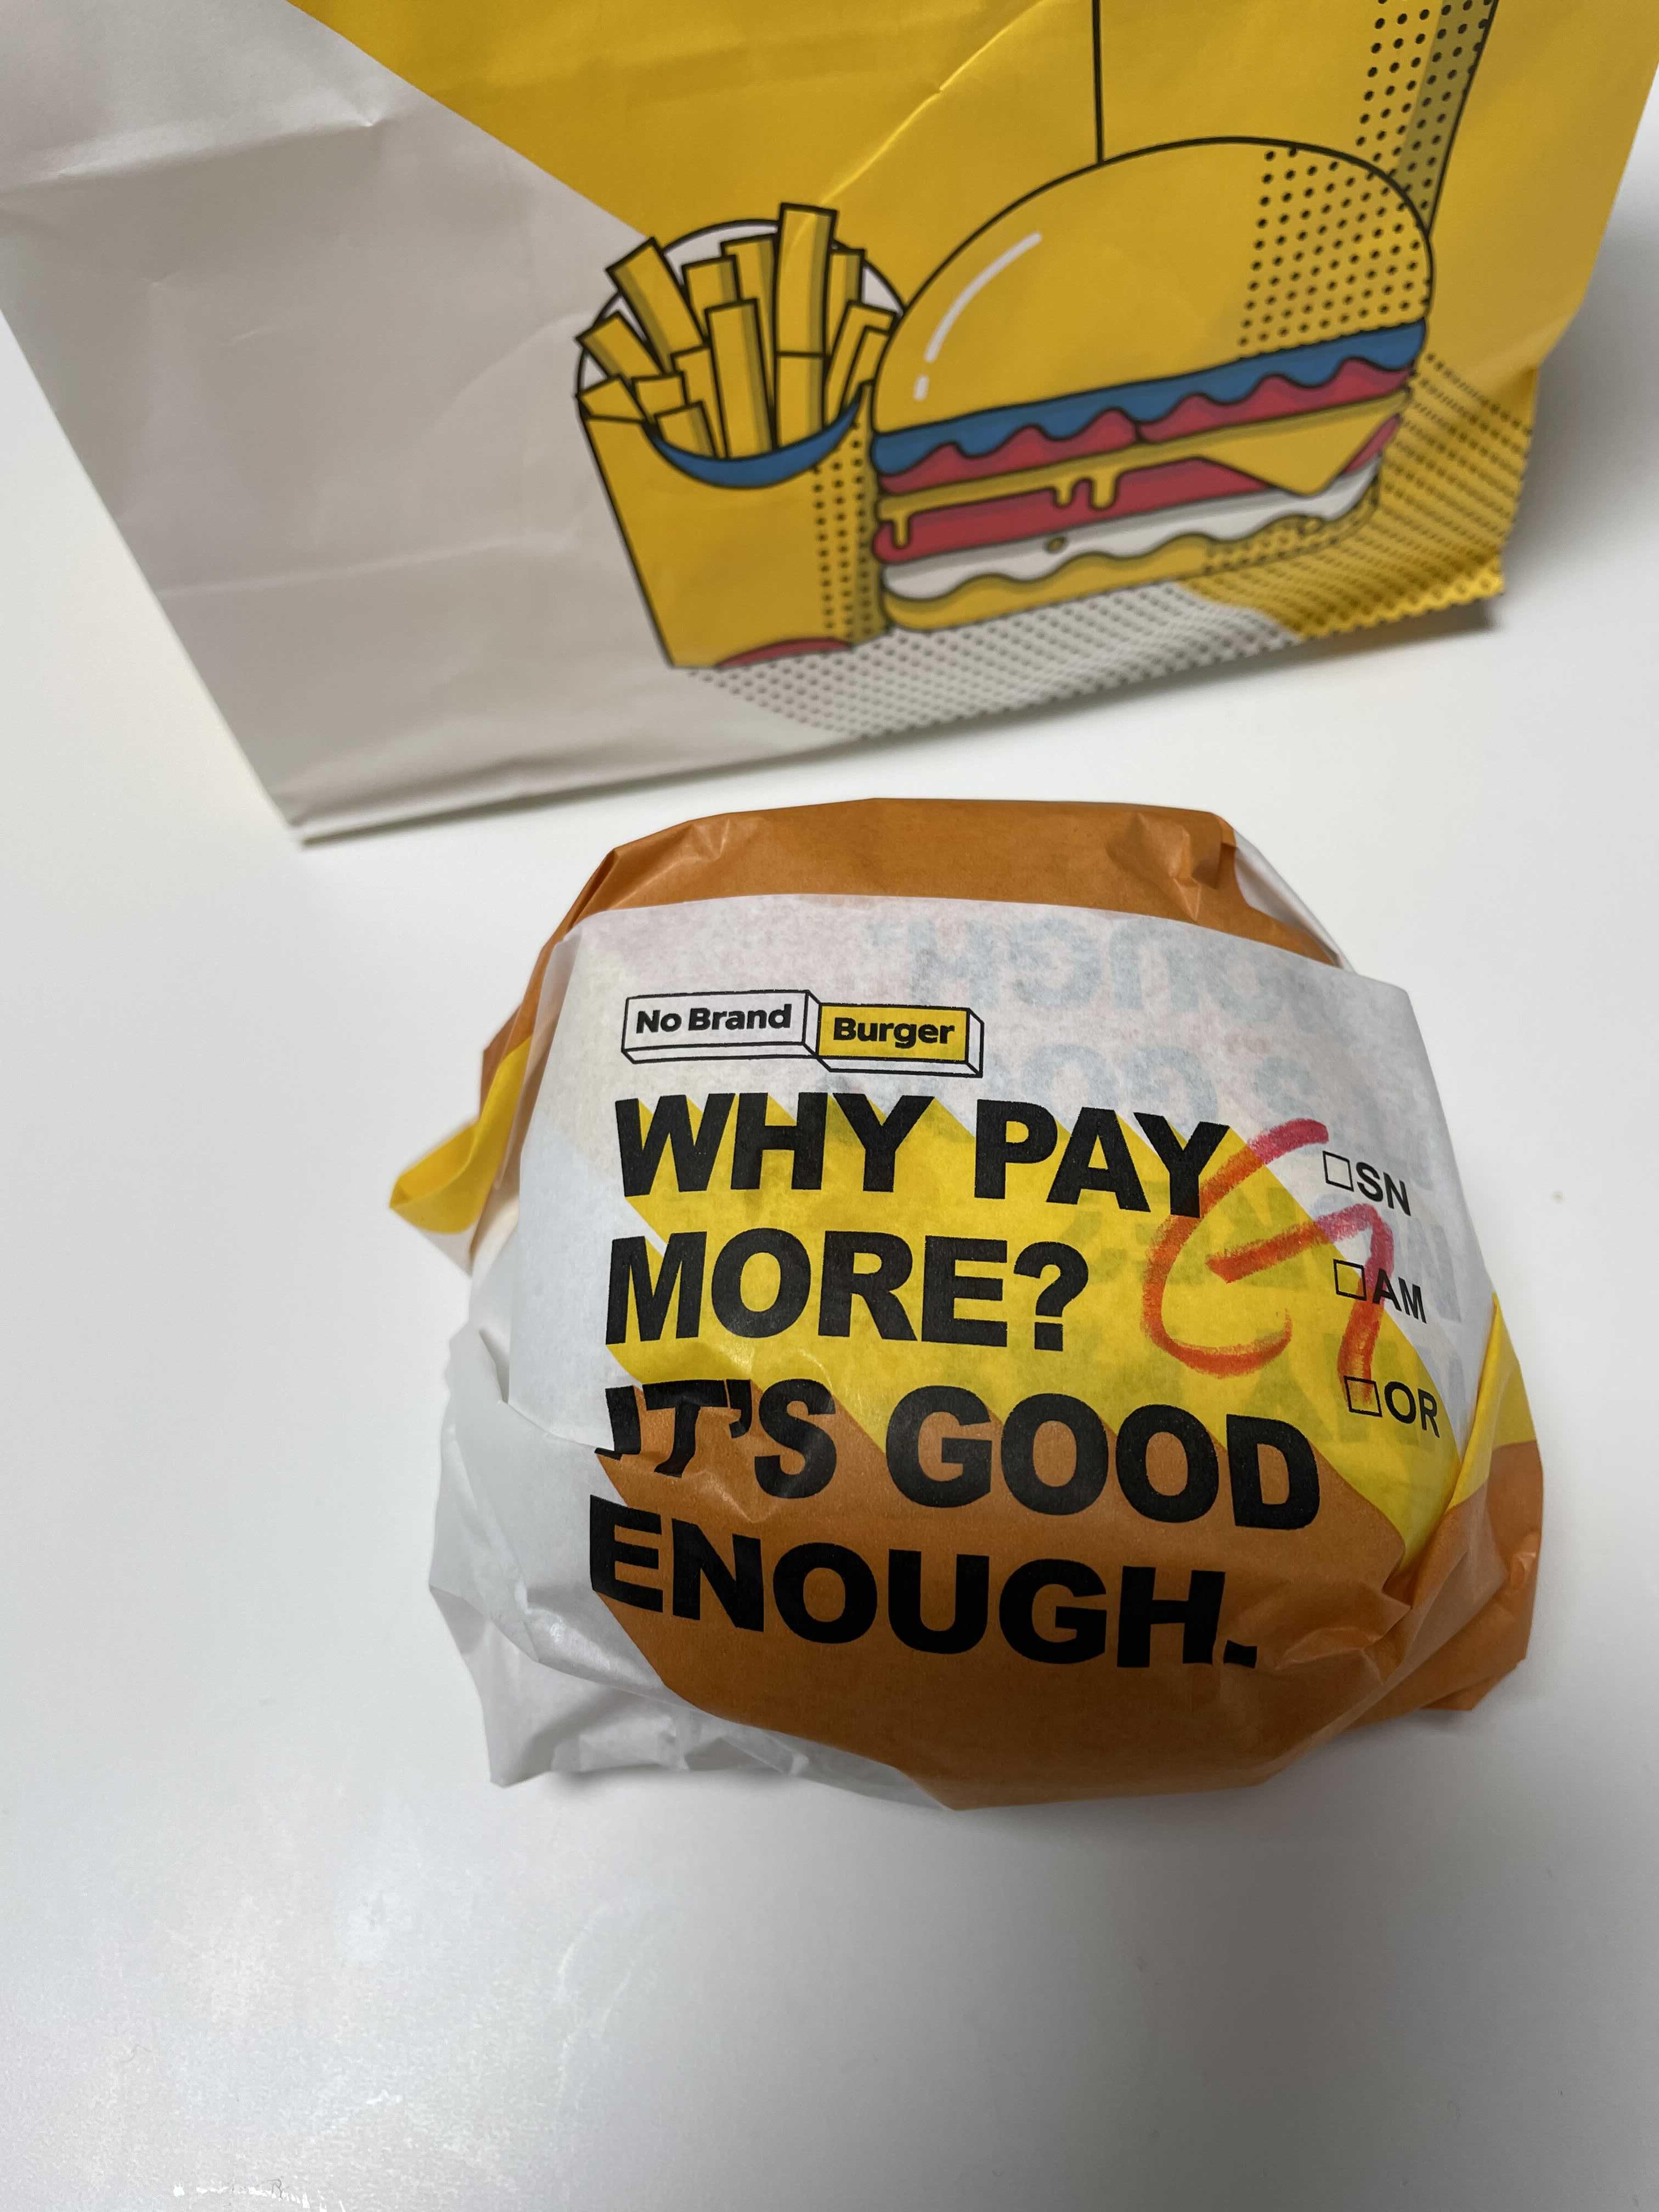 No Brand Burger
WHY PAY
MORE?
IT'S GOOD
ENOUGH.
G
SN
AM
OR